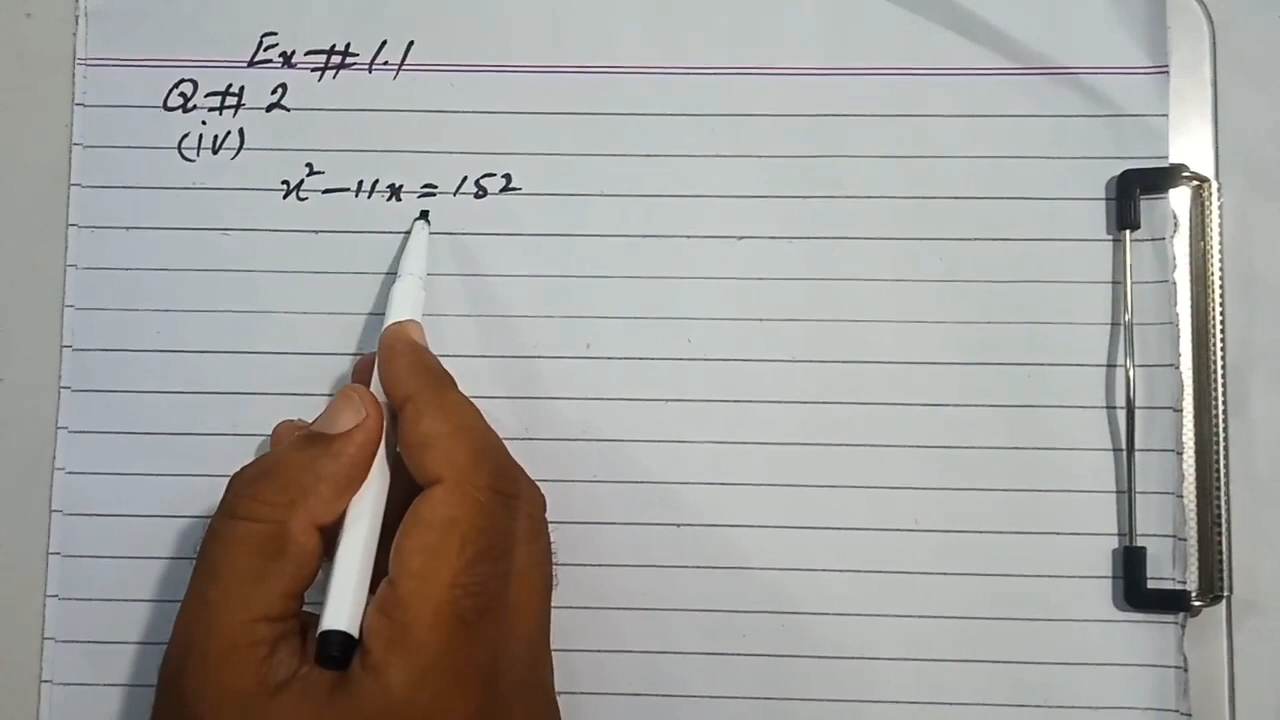 Ex # 1.1
Q # 2
(iv)
x² - 11x = 152